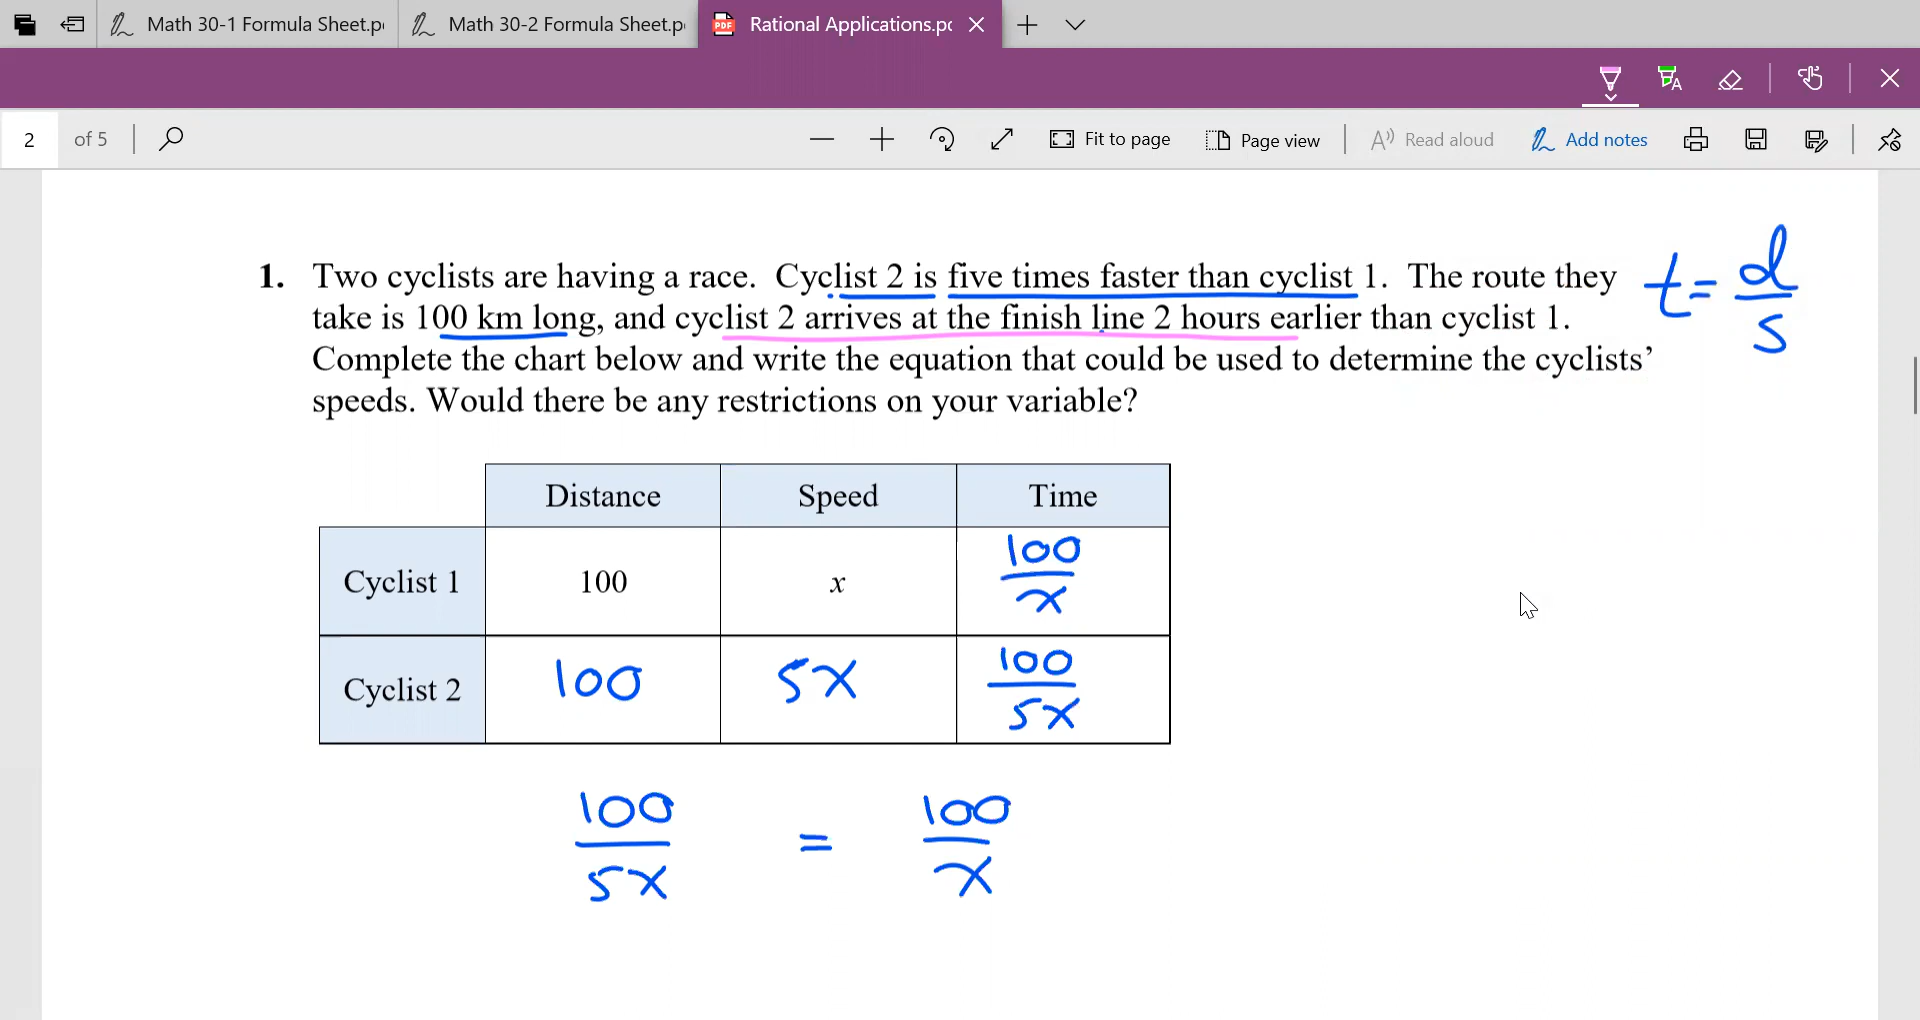 Math 30-1 Formula Sheet.p
Math 30-2 Formula Sheet.p
Rational Applications.pc
2 of 5
Fit to page
Page view
Read aloud
Add notes
1. Two cyclists are having a race. Cyclist 2 is five times faster than cyclist 1. The route they
take is 100 km long, and cyclist 2 arrives at the finish line 2 hours earlier than cyclist 1.
Complete the chart below and write the equation that could be used to determine the cyclists’
speeds. Would there be any restrictions on your variable?
t = d/s
Distance Speed Time
Cyclist 1 100 x 100/x
Cyclist 2 100 5x 100/5x
100/5x = 100/x